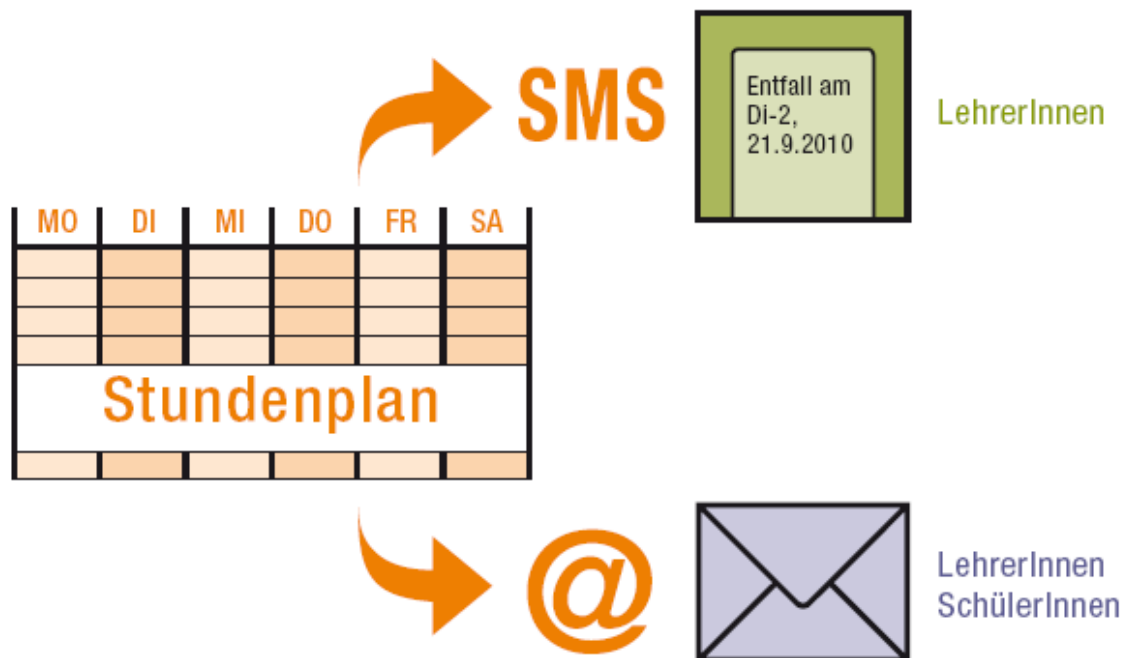 SMS
Entfall am
Di-2,
21.9.2010
LehrerInnen
MO DI MI DO FR SA
Stundenplan
@
LehrerInnen
SchülerInnen